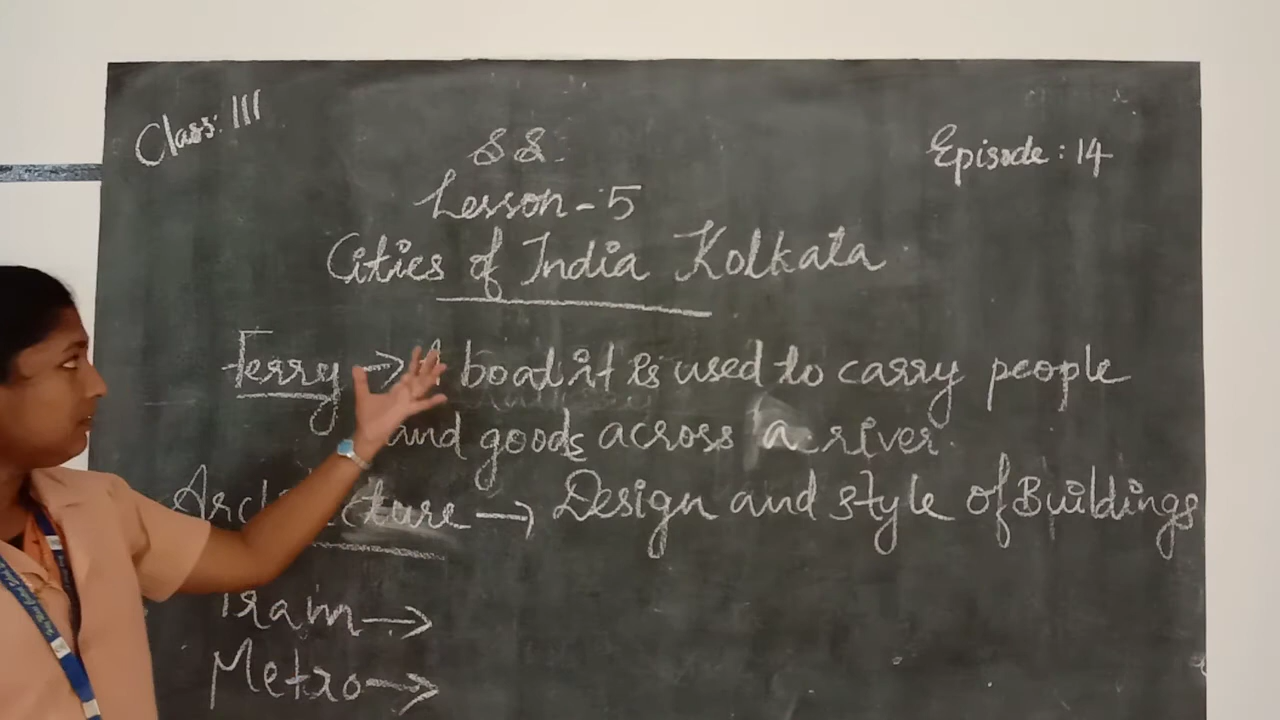 Class: III
S S.
Episode : 14
Lesson - 5
Cities of India Kolkata
Ferry → A boat it is used to carry people
and goods across a river.
Architecture → Design and style of Buildings
Tram →
Metro →